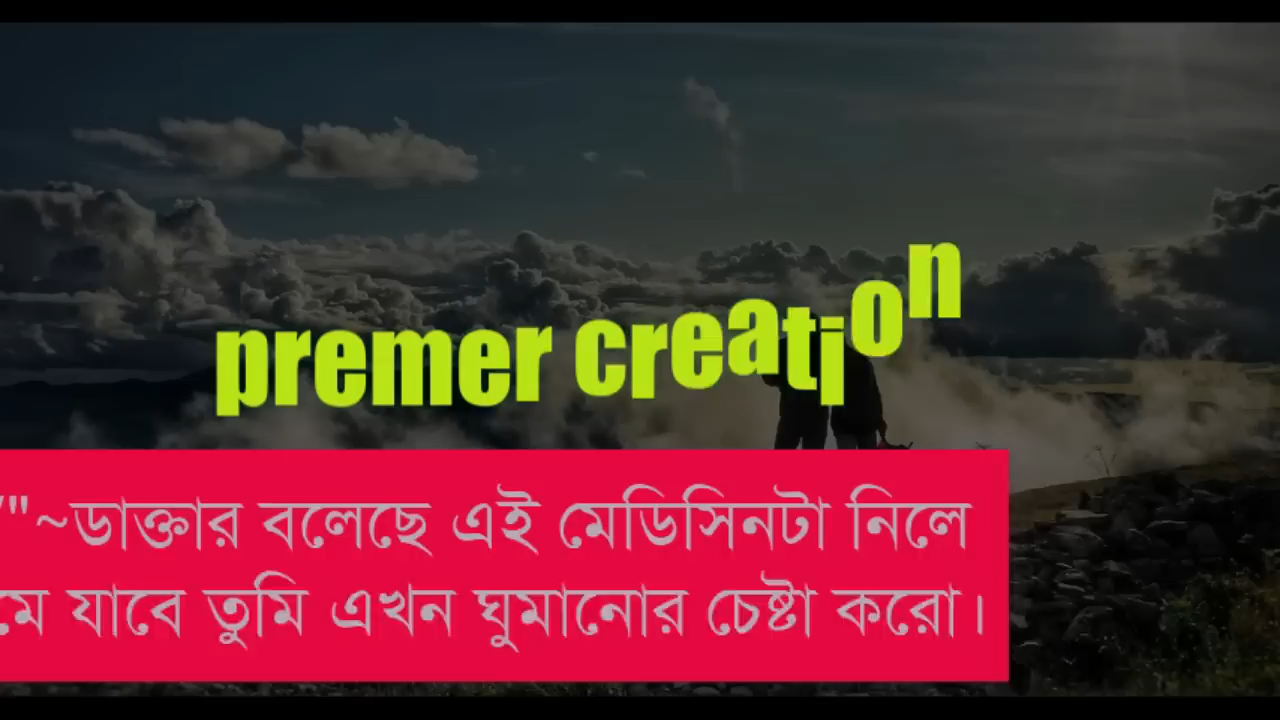 premer creation
"~ডাক্তার বলেছে এই মেডিসিনটা নিলে
যাবে তুমি এখন ঘুমানোর চেষ্টা করো।